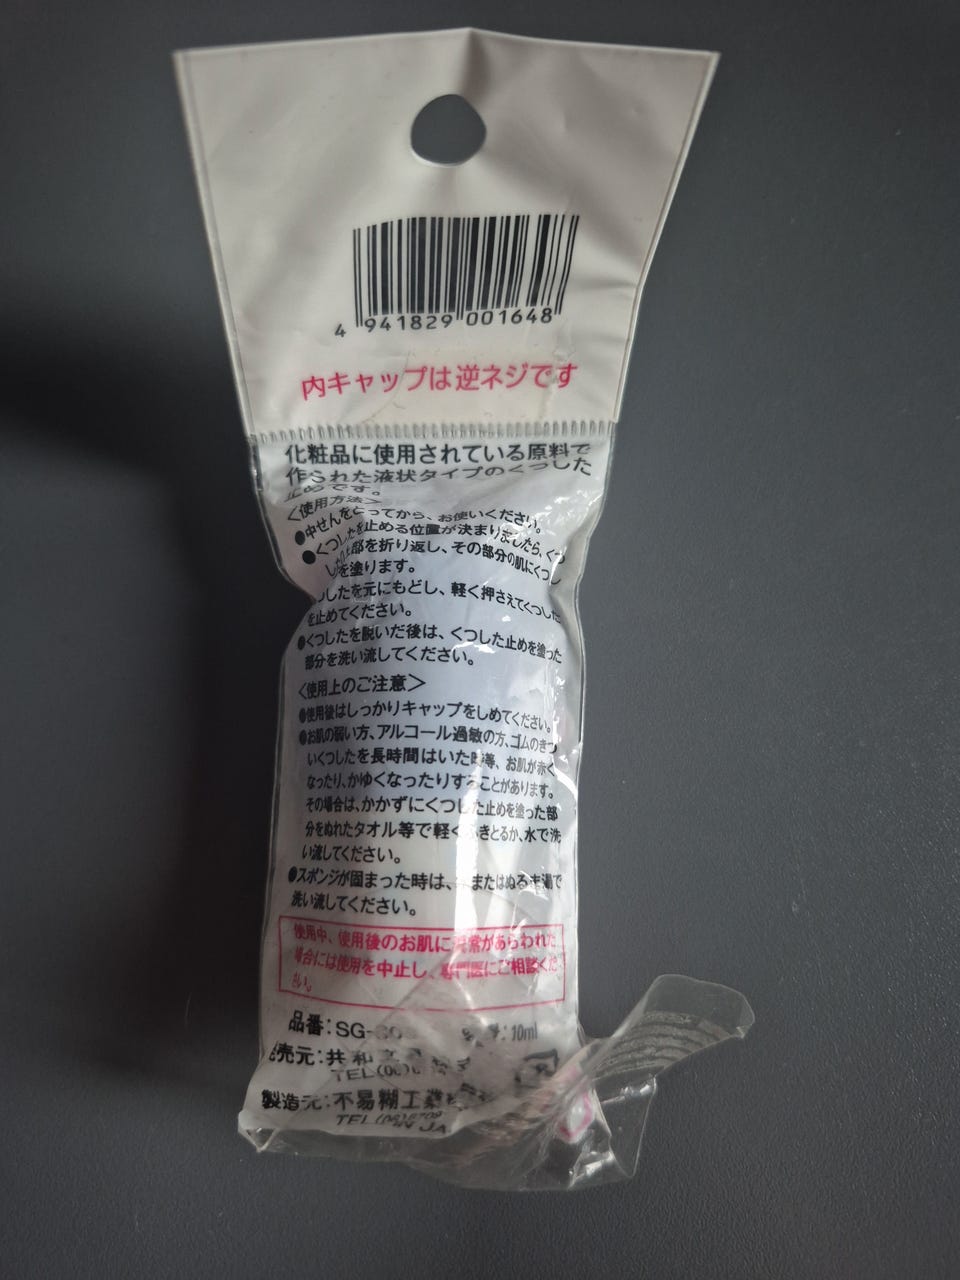 4 941829 001648
内キャップは逆ネジです
化粧品に使用されている原料で
作られた液状タイプのくつした
止めです。
<使用方法>
●中せんをとってから、お使いください。
●くつしたを止める位置が決まりましたら、くつ
したの上部を折り返し、その部分の肌にくつし
を塗ります。
したを元にもどし、軽く押さえてくつした
を止めてください。
●くつしたを脱いだ後は、くつした止めを塗った
部分を洗い流してください。
<使用上のご注意>
●使用後はしっかりキャップをしめてください。
●お肌の弱い方、アルコール過敏の方、ゴムのきつ
いくつしたを長時間はいた時等、お肌が赤く
なったり、かゆくなったりすることがあります。
その場合は、かかずにくつした止めを塗った部
分をぬれたタオル等で軽くふきとるか、水で洗
い流してください。
●スポンジが固まった時は、またはぬるま湯で
洗い流してください。
使用中、使用後のお肌に異常があらわれた
場合には使用を中止し、専門医にご相談くだ
さい。
品番:SG- 10ml
発売元:共和
TEL
製造元:不易糊工業
TEL